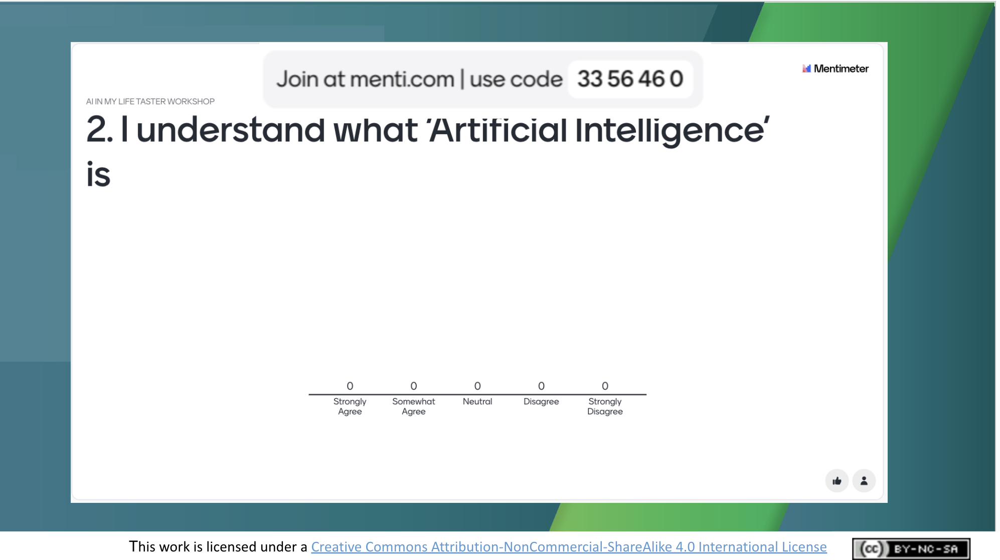 Join at menti.com | use code 33 56 46 0
Mentimeter
AI IN MY LIFE TASTER WORKSHOP
2. I understand what ‘Artificial Intelligence’
is
0 0 0 0 0
Strongly Agree
Somewhat Agree
Neutral
Disagree
Strongly Disagree
This work is licensed under a Creative Commons Attribution-NonCommercial-ShareAlike 4.0 International License
(cc) BY-NC-SA